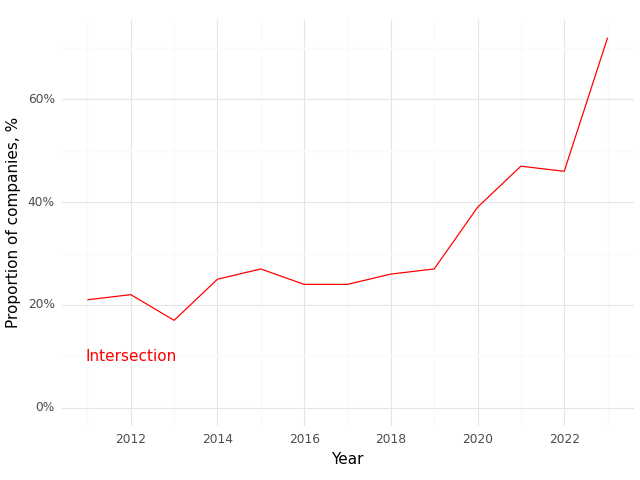 Proportion of companies, %
60%
40%
20%
0%
Intersection
2012 2014 2016 2018 2020 2022
Year